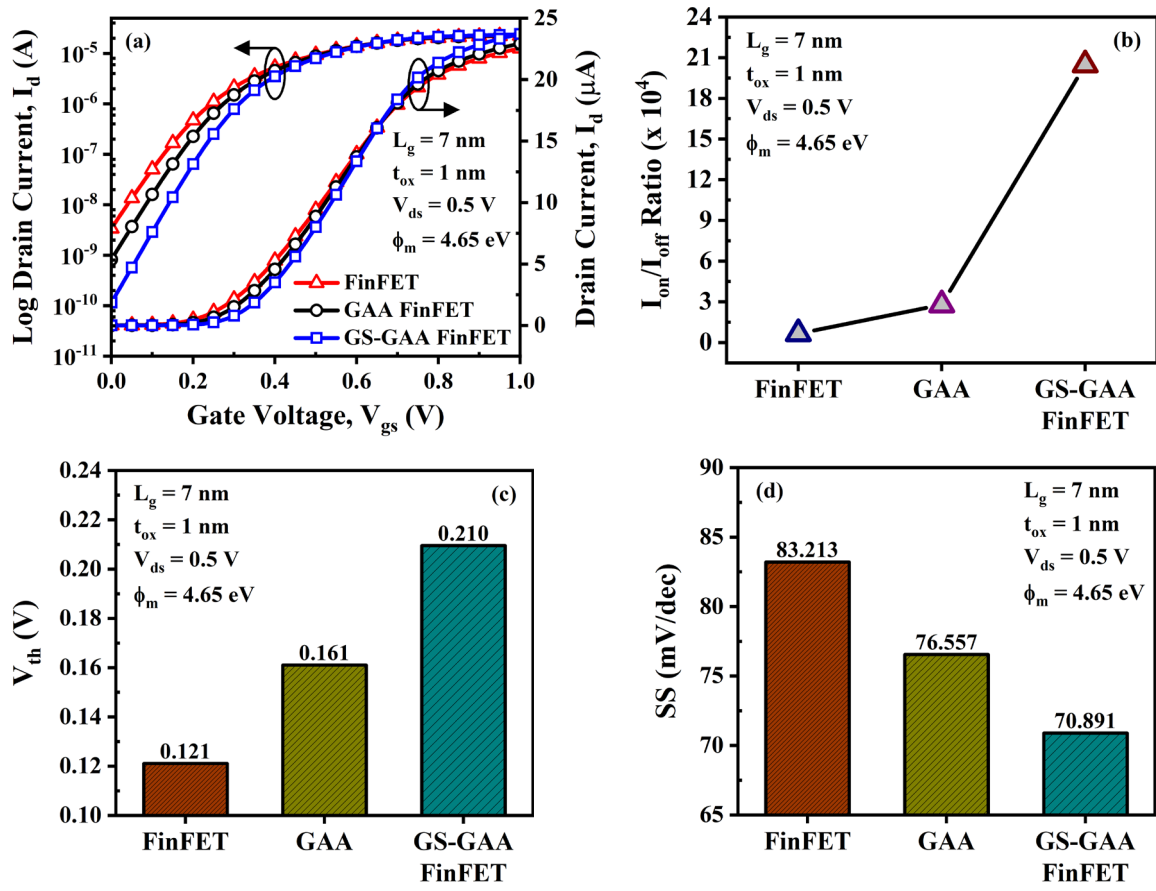 (a)
Log Drain Current, I_d (A)
10^-5
10^-6
10^-7
10^-8
10^-9
10^-10
10^-11
0.0 0.2 0.4 0.6 0.8 1.0
Gate Voltage, V_gs (V)
25
20
15
10
5
0
Drain Current, I_d (μA)
L_g = 7 nm
t_ox = 1 nm
V_ds = 0.5 V
ϕ_m = 4.65 eV
FinFET
GAA FinFET
GS-GAA FinFET
(b)
I_on/I_off Ratio (x 10^4)
24
21
18
15
12
9
6
3
0
L_g = 7 nm
t_ox = 1 nm
V_ds = 0.5 V
ϕ_m = 4.65 eV
FinFET GAA GS-GAA
FinFET
(c)
V_th (V)
0.24
0.22
0.20
0.18
0.16
0.14
0.12
0.10
L_g = 7 nm
t_ox = 1 nm
V_ds = 0.5 V
ϕ_m = 4.65 eV
0.121
0.161
0.210
FinFET GAA GS-GAA
FinFET
(d)
SS (mV/dec)
90
85
80
75
70
65
L_g = 7 nm
t_ox = 1 nm
V_ds = 0.5 V
ϕ_m = 4.65 eV
83.213
76.557
70.891
FinFET GAA GS-GAA
FinFET